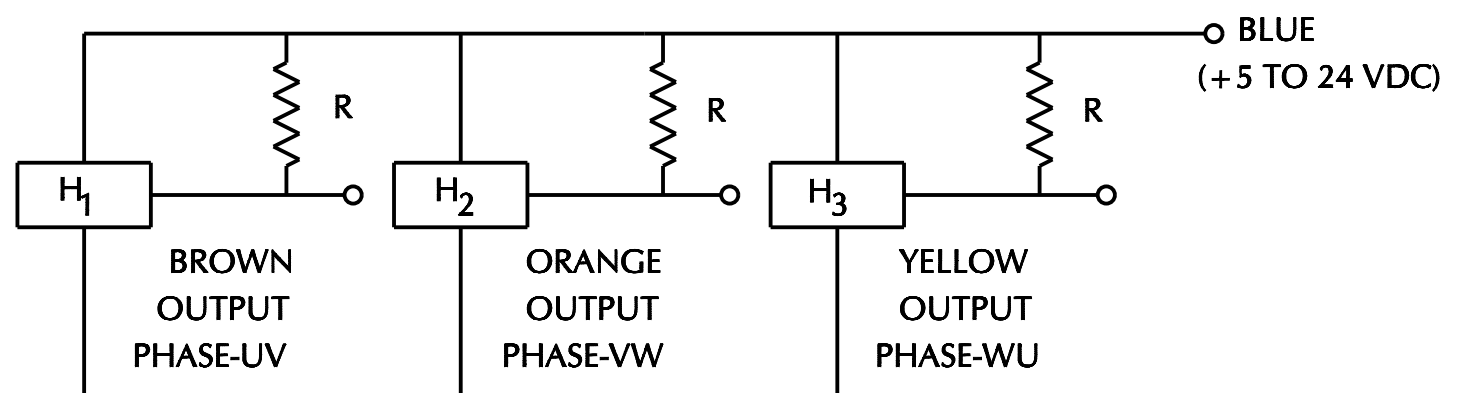 BLUE
(+5 TO 24 VDC)
R
R
R
H1
H2
H3
BROWN
OUTPUT
PHASE-UV
ORANGE
OUTPUT
PHASE-VW
YELLOW
OUTPUT
PHASE-WU